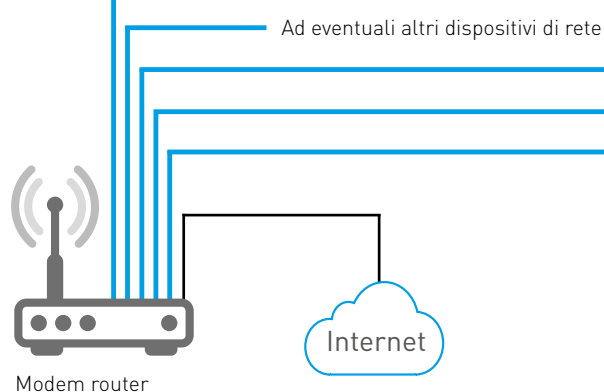 Ad eventuali altri dispositivi di rete
Internet
Modem router